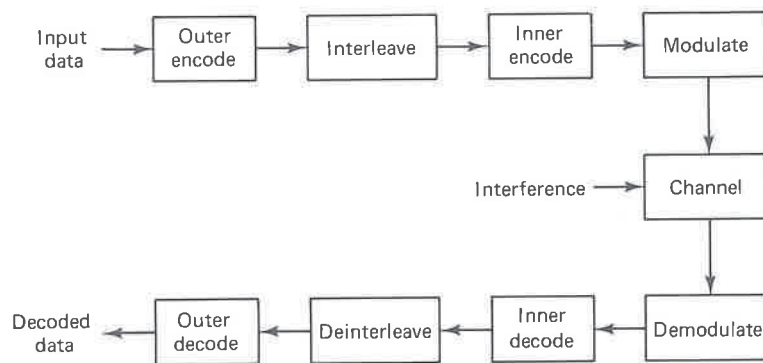 Input
data
Outer
encode
Interleave
Inner
encode
Modulate
Interference
Channel
Decoded
data
Outer
decode
Deinterleave
Inner
decode
Demodulate